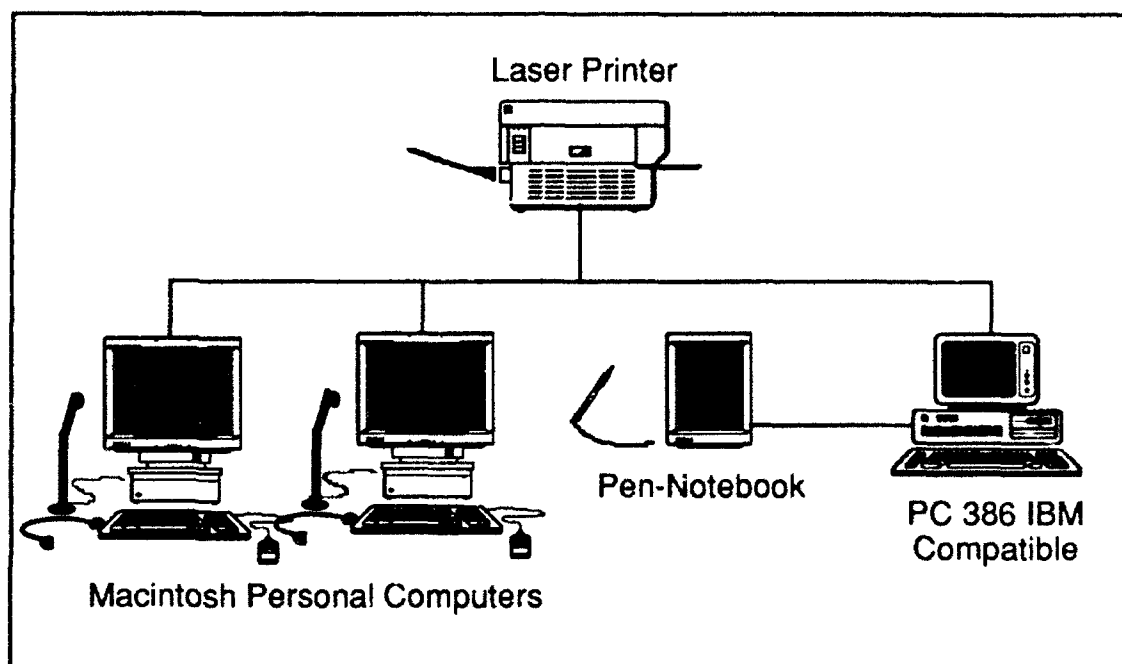 Laser Printer
Pen-Notebook
PC 386 IBM
Compatible
Macintosh Personal Computers